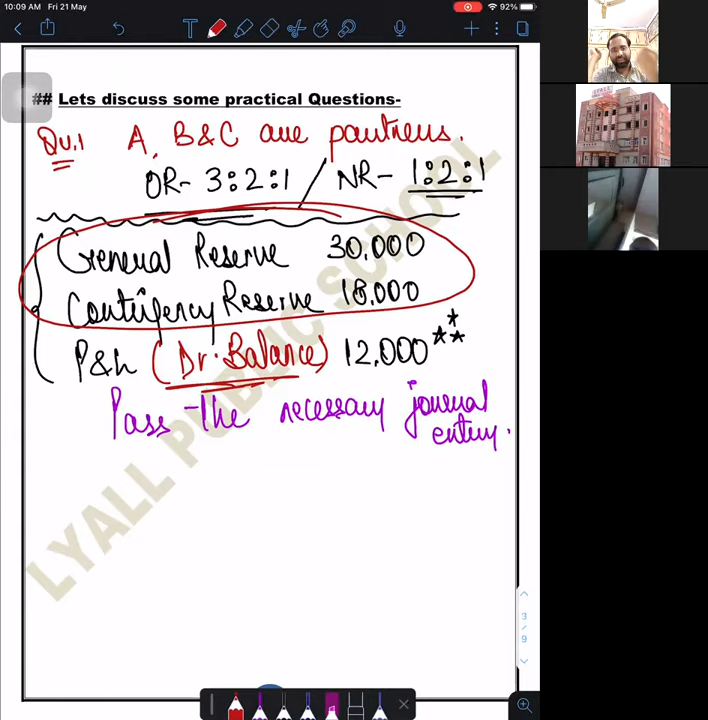 10:09 AM Fri 21 May
92%
## Lets discuss some practical Questions-
Qu.1 A, B&C are partners.
OR- 3:2:1 / NR- 1:2:1
General Reserve 30,000
Contingency Reserve 18,000
P&L (Dr. Balance) 12,000 ***
Pass the necessary journal
entry.
LYALL PUBLIC SCHOOL
3
/
9